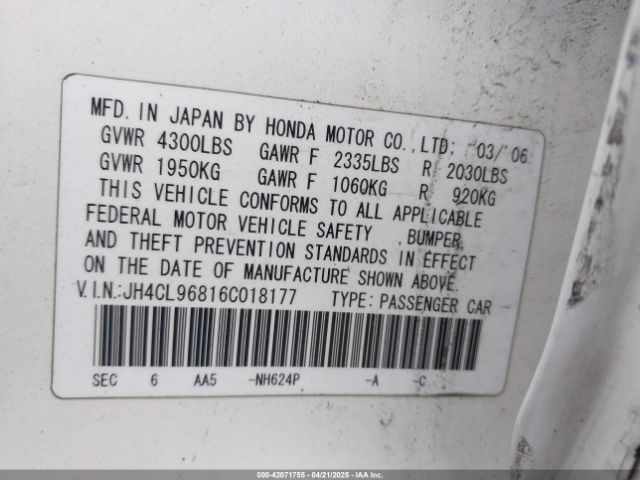 MFD. IN JAPAN BY HONDA MOTOR CO., LTD. 03/06
GVWR 4300LBS GAWR F 2335LBS R 2030LBS
GVWR 1950KG GAWR F 1060KG R 920KG
THIS VEHICLE CONFORMS TO ALL APPLICABLE
FEDERAL MOTOR VEHICLE SAFETY ,BUMPER,
AND THEFT PREVENTION STANDARDS IN EFFECT
ON THE DATE OF MANUFACTURE SHOWN ABOVE.
V.I.N.:JH4CL96816C018177 TYPE: PASSENGER CAR
SEC 6 AA5 -NH624P -A -C
000-42071755 - 04/21/2025 - IAAI.COM